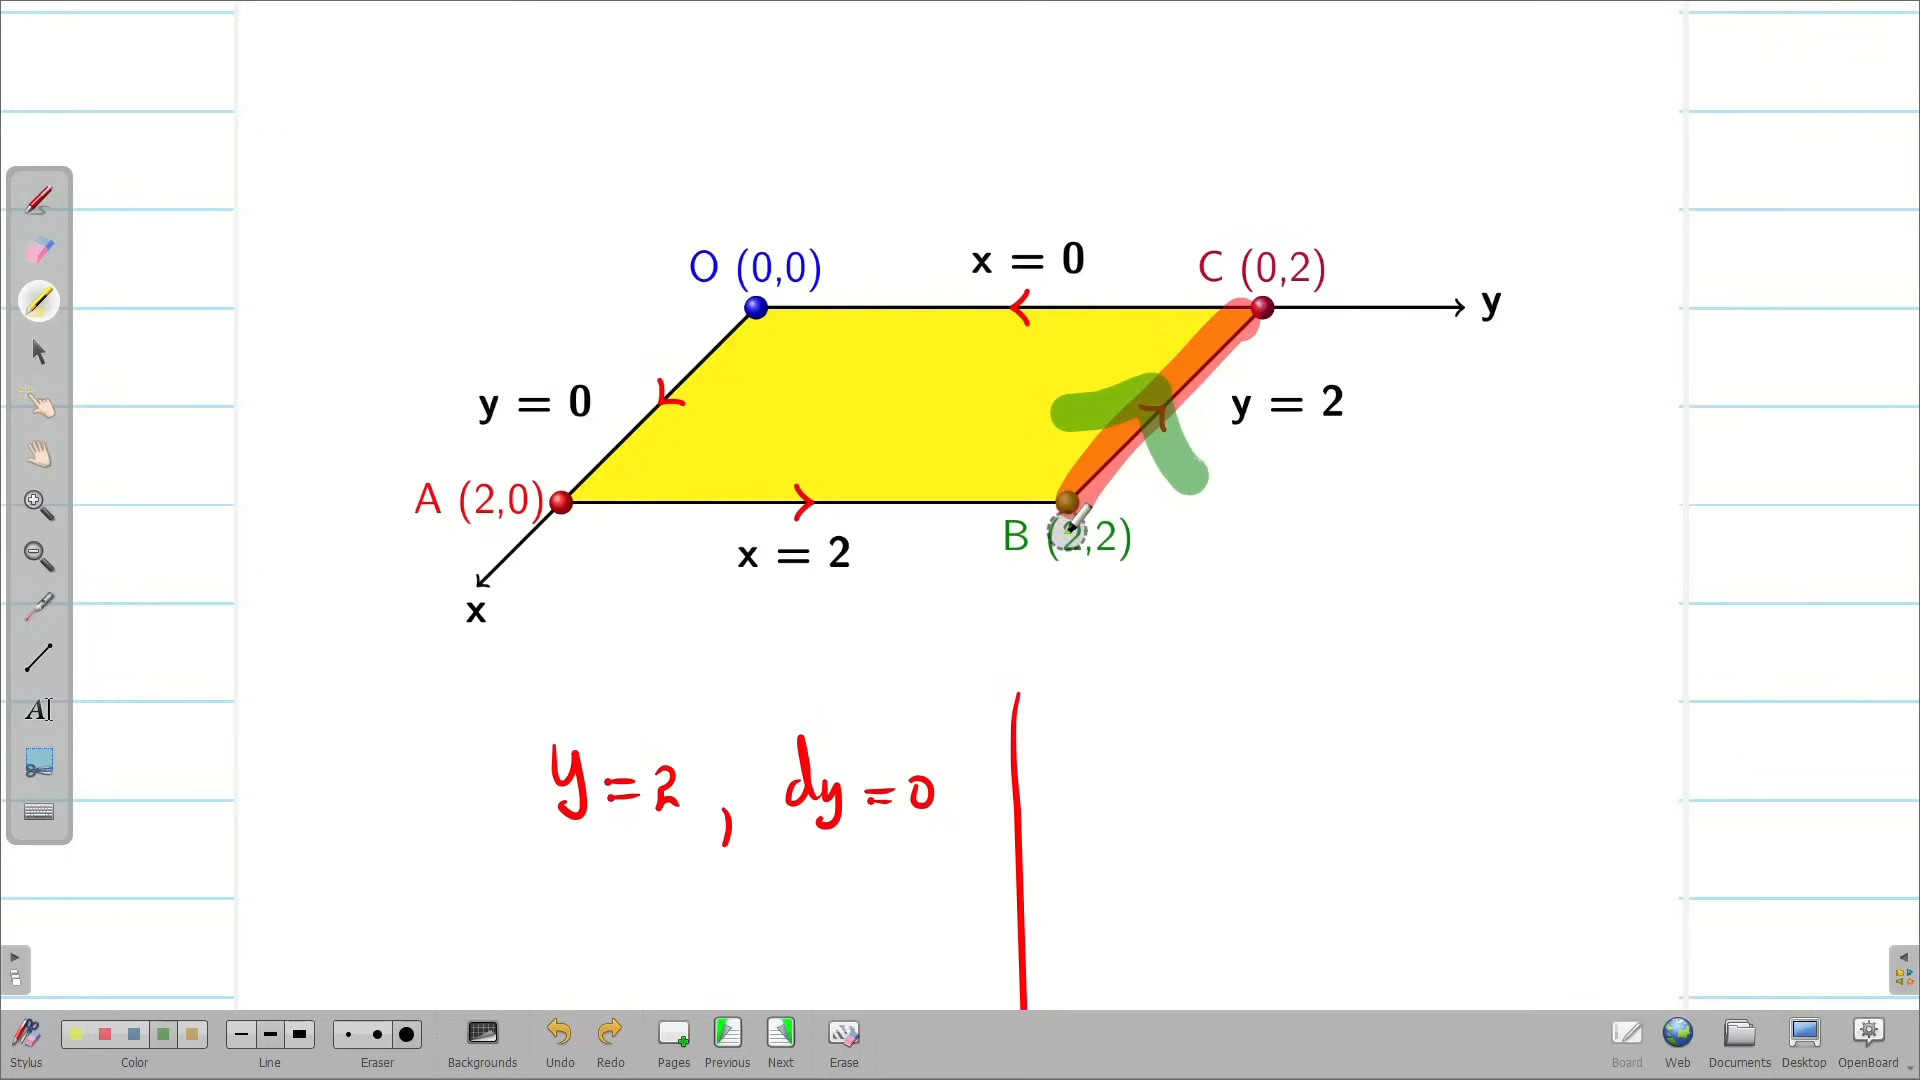 O (0,0)
x = 0
C (0,2)
y
y = 0
y = 2
A (2,0)
B (2,2)
x = 2
x
y = 2 , dy = 0
Stylus
Color
Line
Eraser
Backgrounds
Undo
Redo
Pages
Previous
Next
Erase
Board
Web
Documents
Desktop
OpenBoard